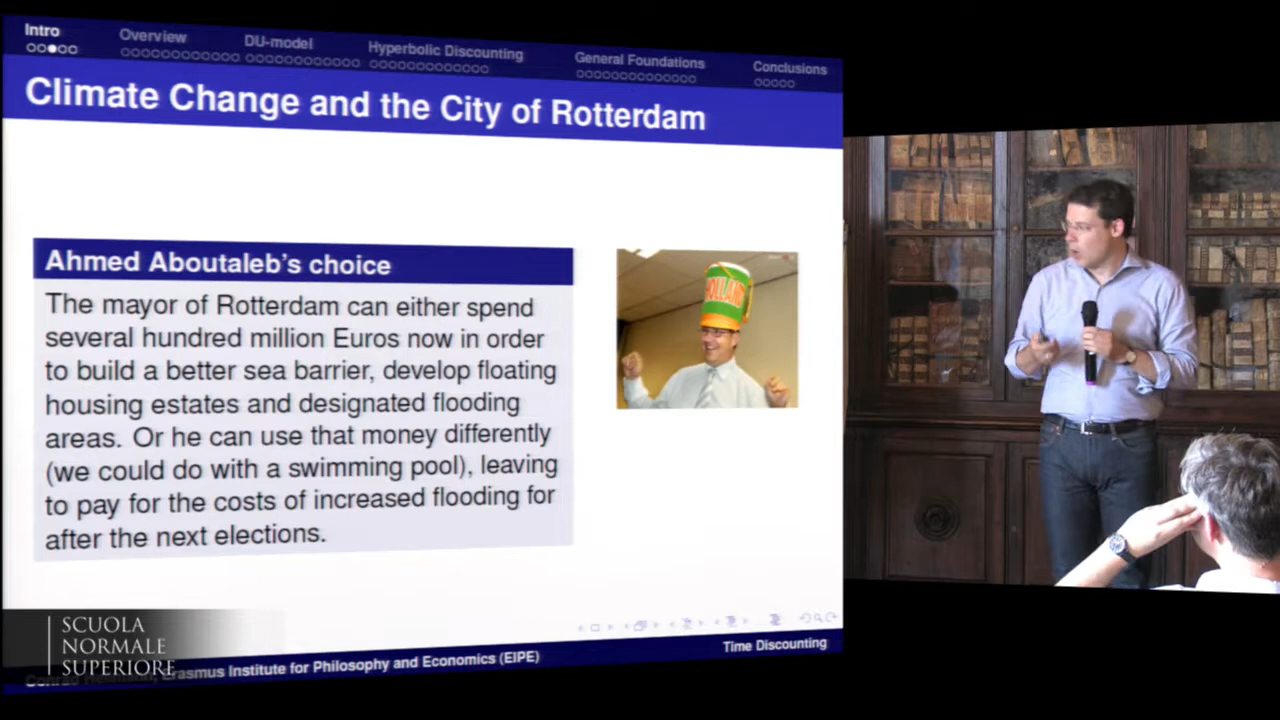 Intro
Overview
DU-model
Hyperbolic Discounting
General Foundations
Conclusions
Climate Change and the City of Rotterdam
Ahmed Aboutaleb's choice
The mayor of Rotterdam can either spend
several hundred million Euros now in order
to build a better sea barrier, develop floating
housing estates and designated flooding
areas. Or he can use that money differently
(we could do with a swimming pool), leaving
to pay for the costs of increased flooding for
after the next elections.
HOLLAND
SCUOLA
NORMALE
SUPERIORE
Erasmus Institute for Philosophy and Economics (EIPE)
Time Discounting